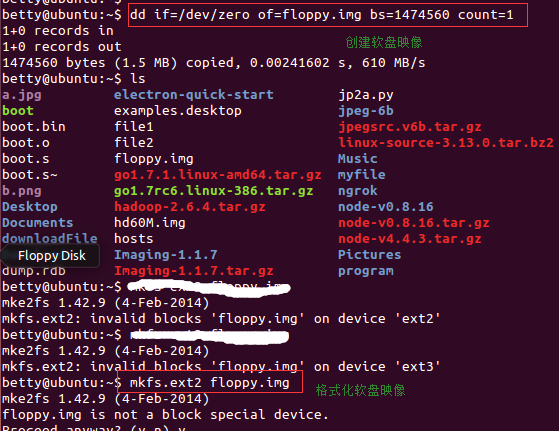 betty@ubuntu:~$ dd if=/dev/zero of=floppy.img bs=1474560 count=1
1+0 records in
1+0 records out
创建软盘映像
1474560 bytes (1.5 MB) copied, 0.00241602 s, 610 MB/s
betty@ubuntu:~$ ls
a.jpg electron-quick-start jp2a.py
boot examples.desktop jpeg-6b
boot.bin file1 jpegsrc.v6b.tar.gz
boot.o file2 linux-source-3.13.0.tar.bz2
boot.s floppy.img Music
boot.s~ go1.7.1.linux-amd64.tar.gz myfile
b.png go1.7rc6.linux-386.tar.gz ngrok
Desktop hadoop-2.6.4.tar.gz node-v0.8.16
Documents hd60M.img node-v0.8.16.tar.gz
downloadFile hosts node-v4.4.3.tar.gz
Floppy Disk Imaging-1.1.7 Pictures
dump.rdb Imaging-1.1.7.tar.gz program
betty@ubuntu:~$
mke2fs 1.42.9 (4-Feb-2014)
mkfs.ext2: invalid blocks 'floppy.img' on device 'ext2'
betty@ubuntu:~$
mke2fs 1.42.9 (4-Feb-2014)
mkfs.ext2: invalid blocks 'floppy.img' on device 'ext3'
betty@ubuntu:~$ mkfs.ext2 floppy.img 格式化软盘映像
mke2fs 1.42.9 (4-Feb-2014)
floppy.img is not a block special device.
Proceed anyway? (y,n) y